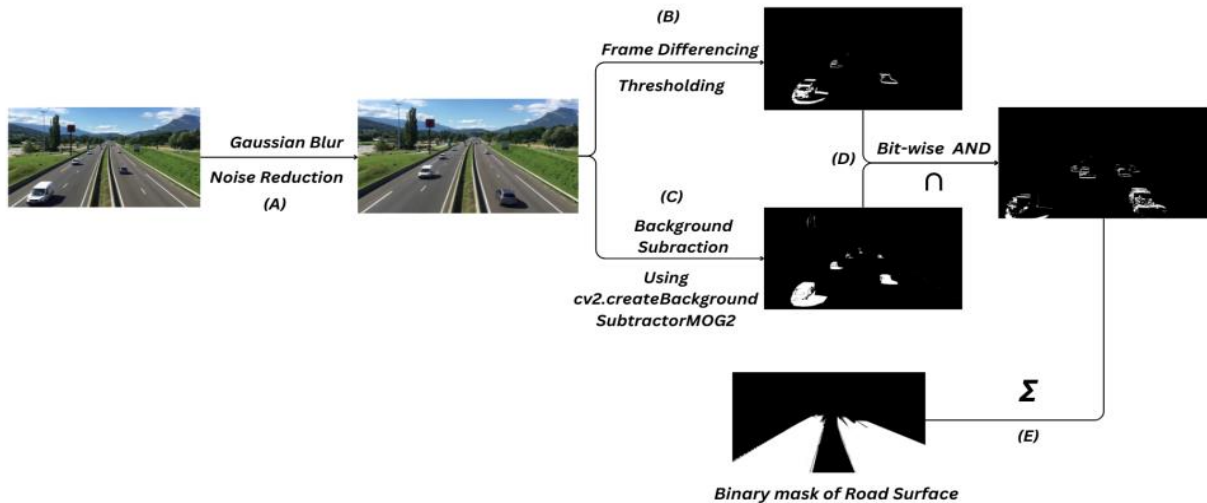 (B)
Frame Differencing
Thresholding
Gaussian Blur
Noise Reduction
(A)
(D)
Bit-wise AND
∩
(C)
Background
Subraction
Using
cv2.createBackground
SubtractorMOG2
Σ
(E)
Binary mask of Road Surface